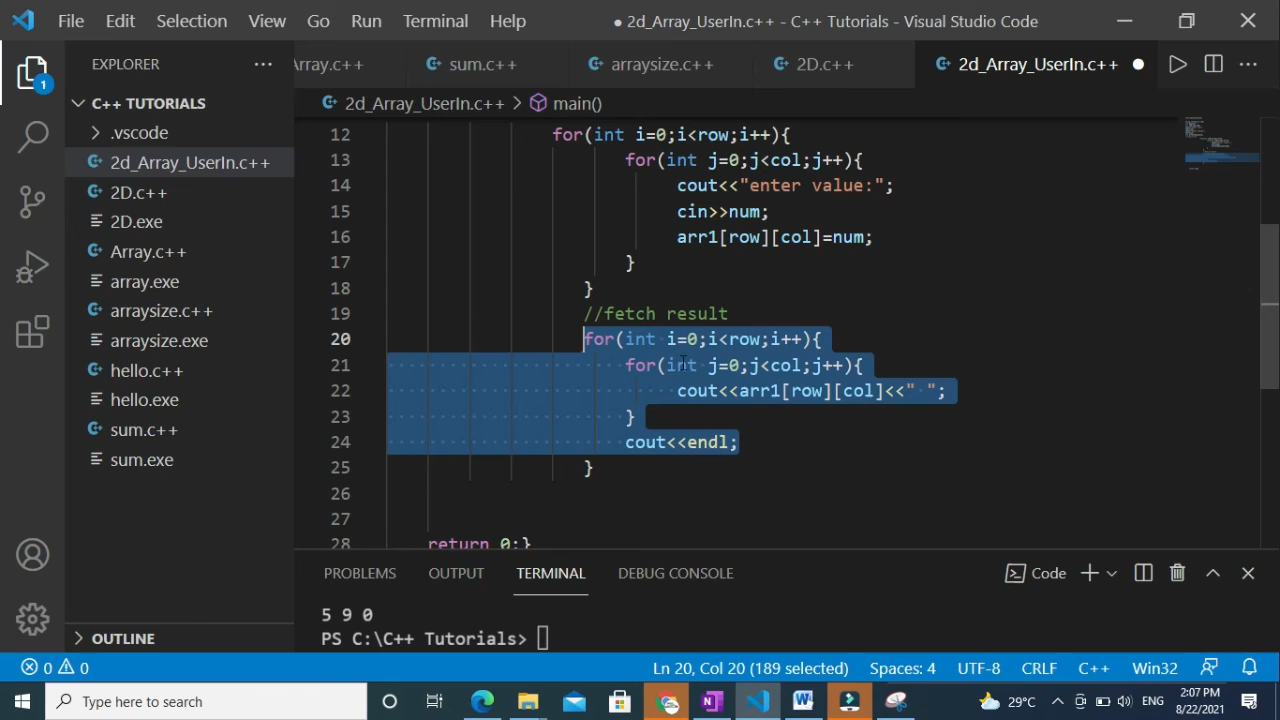 File Edit Selection View Go Run Terminal Help
● 2d_Array_UserIn.c++ - C++ Tutorials - Visual Studio Code
EXPLORER
rray.c++ sum.c++ arraysize.c++ 2D.c++ 2d_Array_UserIn.c++
C++ TUTORIALS
2d_Array_UserIn.c++ > main()
.vscode
2d_Array_UserIn.c++
2D.c++
2D.exe
Array.c++
array.exe
arraysize.c++
arraysize.exe
hello.c++
hello.exe
sum.c++
sum.exe
OUTLINE
1
12 for(int i=0;i<row;i++){
13 for(int j=0;j<col;j++){
14 cout<<"enter value:";
15 cin>>num;
16 arr1[row][col]=num;
17 }
18 }
19 //fetch result
20 for(int i=0;i<row;i++){
21 for(int j=0;j<col;j++){
22 cout<<arr1[row][col]<<" ";
23 }
24 cout<<endl;
25 }
26
27
28 return 0;}
PROBLEMS OUTPUT TERMINAL DEBUG CONSOLE
Code
5 9 0
PS C:\C++ Tutorials>
0 0 Ln 20, Col 20 (189 selected) Spaces: 4 UTF-8 CRLF C++ Win32
Type here to search
29°C ENG
2:07 PM
8/22/2021